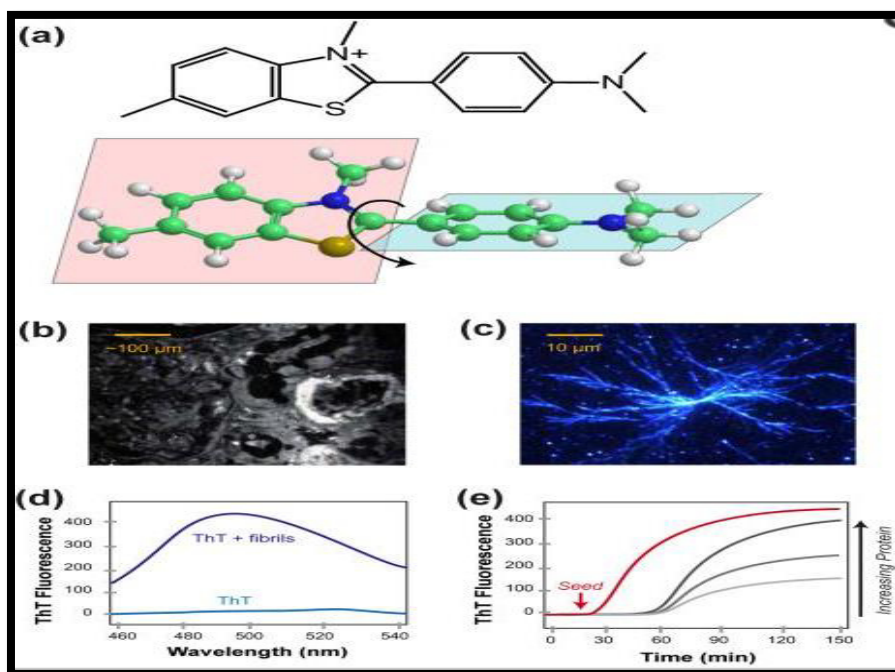 (a)
N+
S
N
(b)
~100 µm
(c)
10 µm
(d)
ThT Fluorescence
400
300
200
100
0
ThT + fibrils
ThT
460 480 500 520 540
Wavelength (nm)
(e)
ThT Fluorescence
400
300
200
100
0
Seed
Increasing Protein
0 30 60 90 120 150
Time (min)